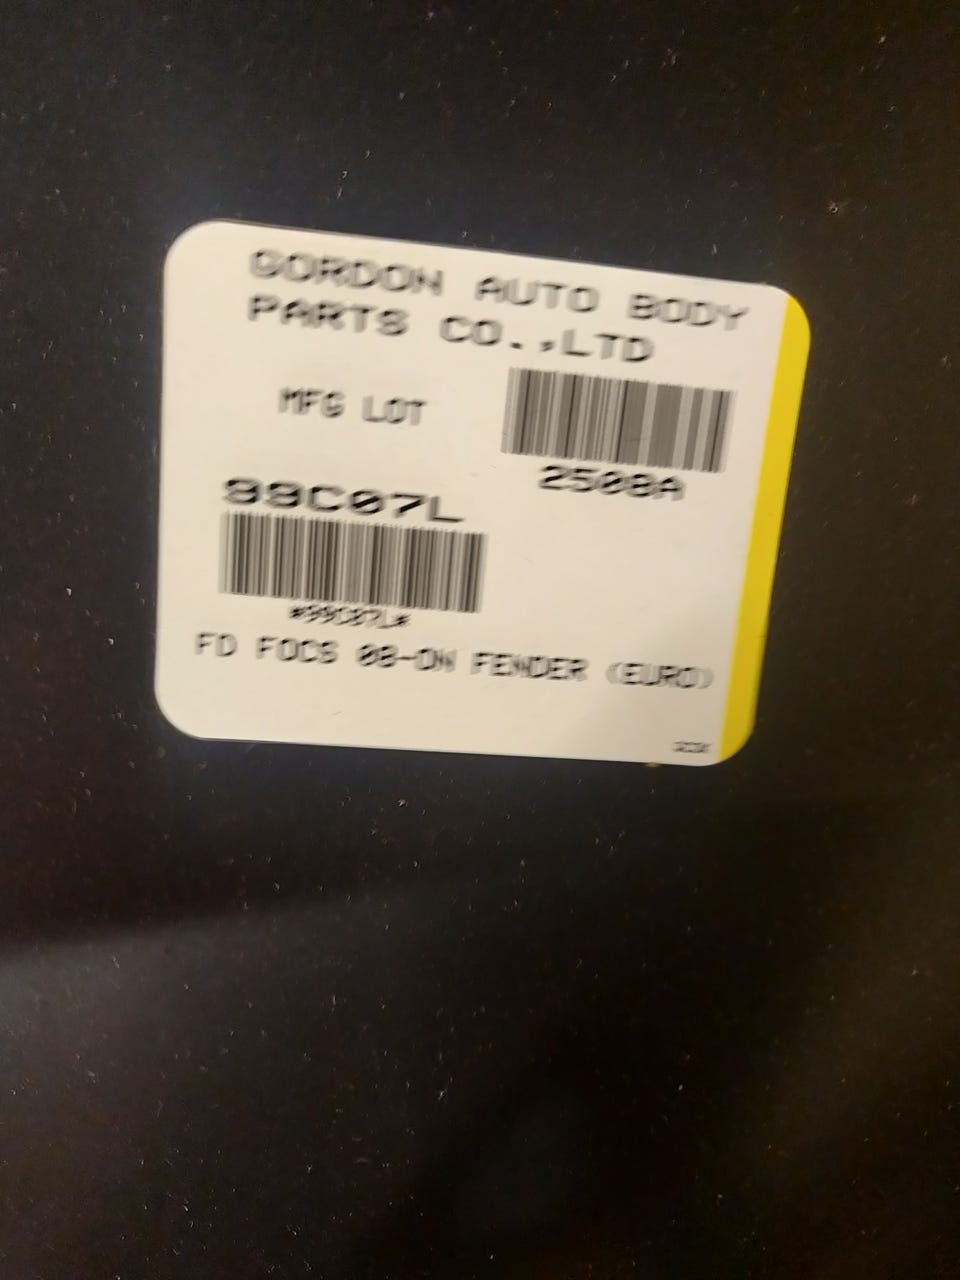 GORDON AUTO BODY
PARTS CO.,LTD
MFG LOT
2508A
99C07L
*99C07L*
FD FOCS 08-ON FENDER (EURO)